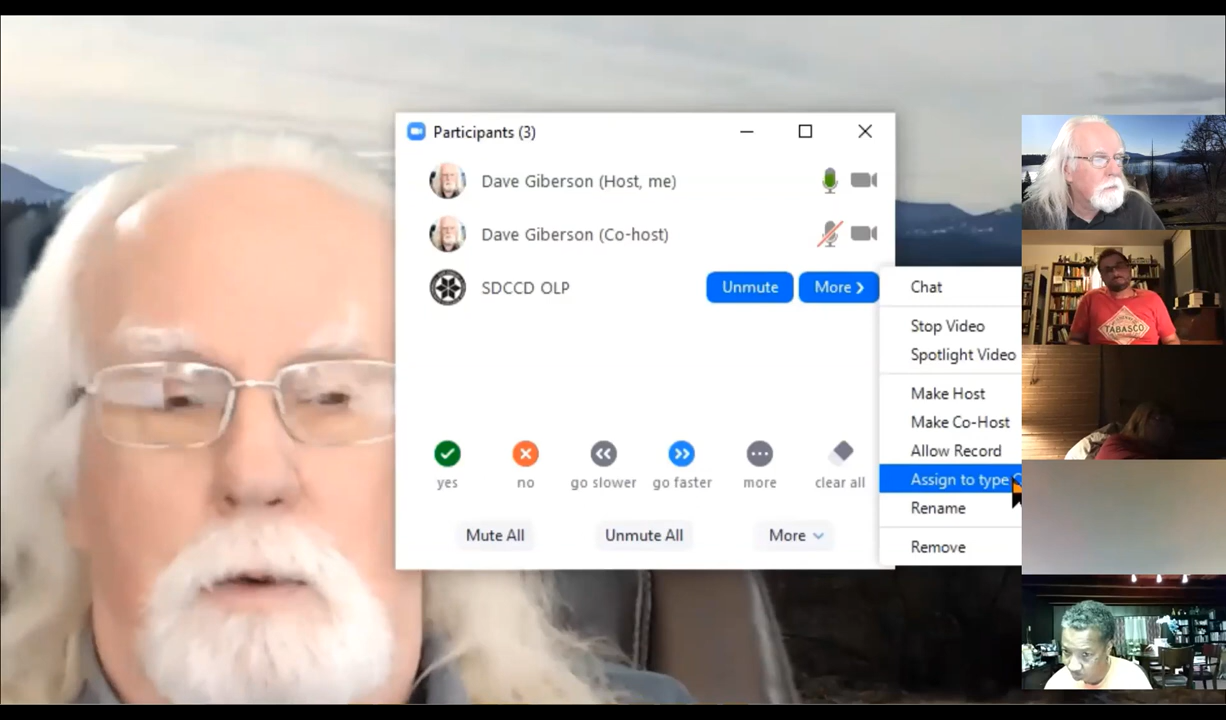 Participants (3)
Dave Giberson (Host, me)
Dave Giberson (Co-host)
SDCCD OLP Unmute More
Chat
Stop Video
Spotlight Video
Make Host
Make Co-Host
Allow Record
Assign to type
Rename
Remove
yes no go slower go faster more clear all
Mute All Unmute All More
TABASCO